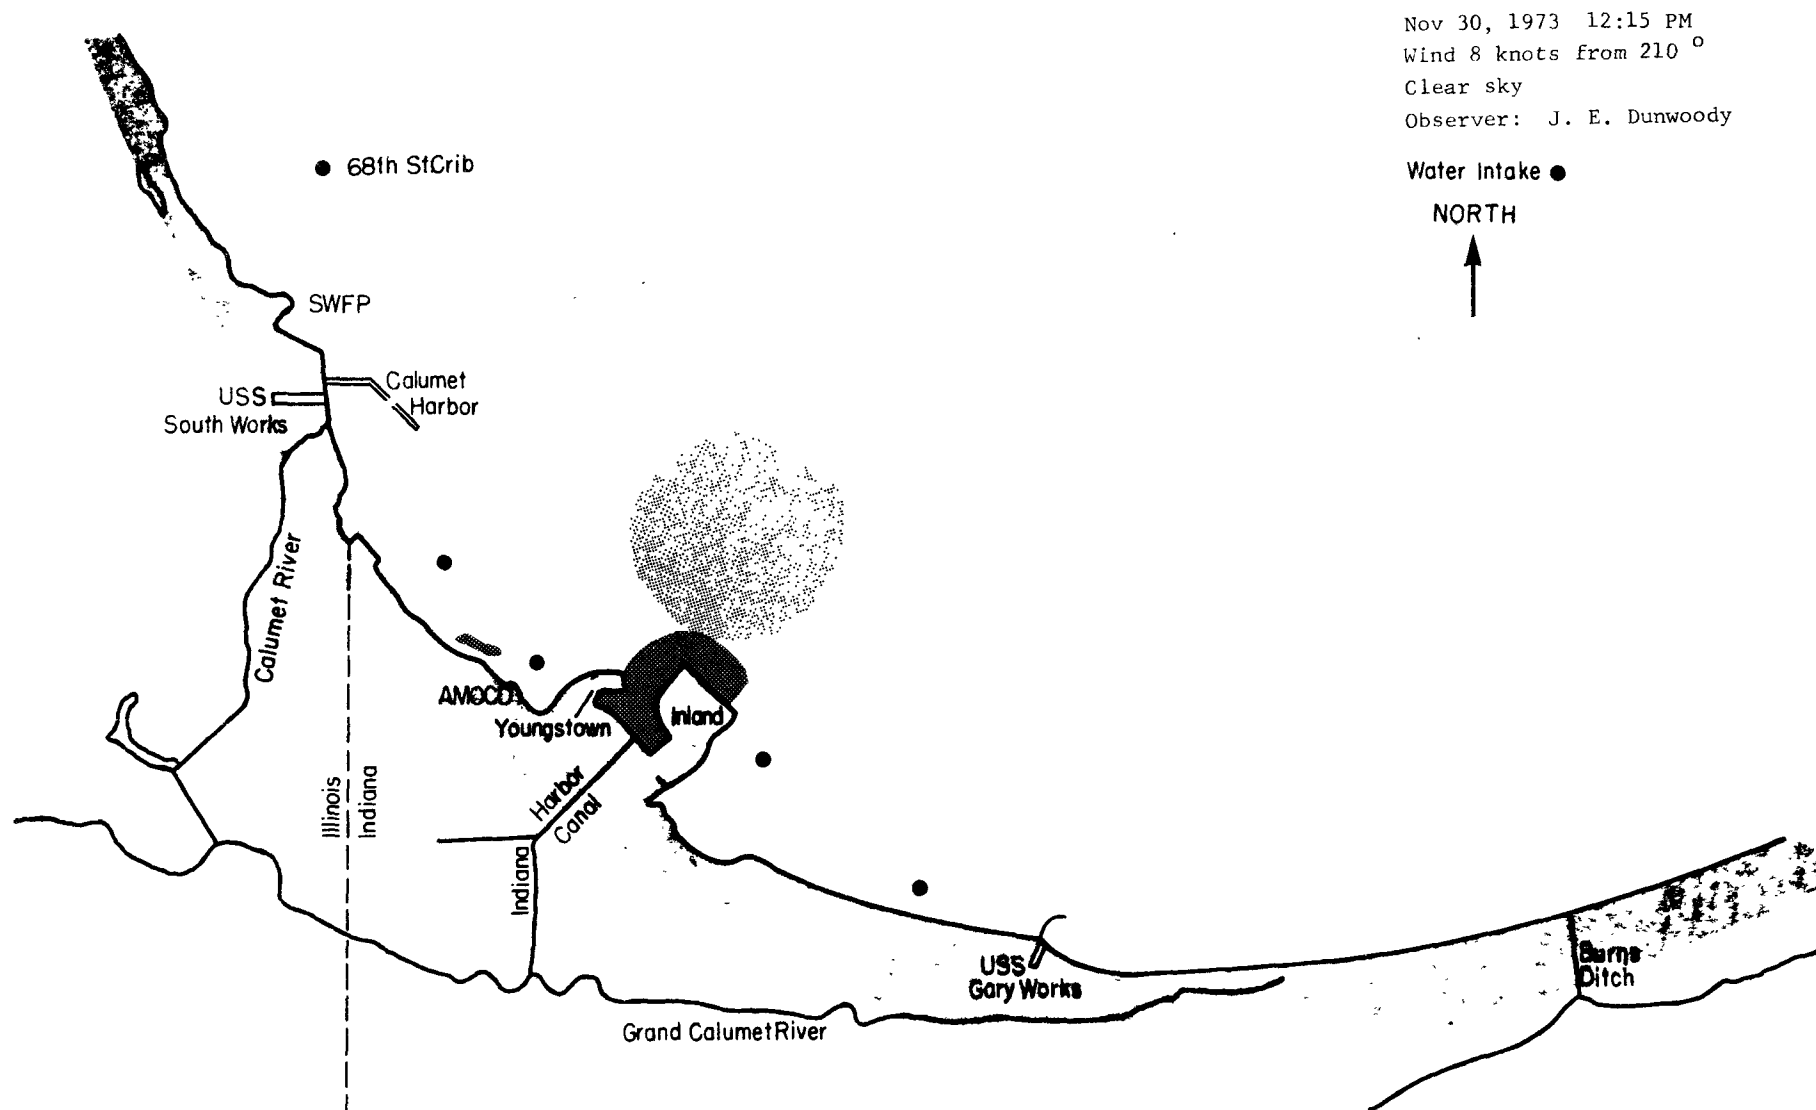 Nov 30, 1973 12:15 PM
Wind 8 knots from 210 °
Clear sky
Observer: J. E. Dunwoody
Water Intake
NORTH
68th St.Crib
SWFP
Calumet
Harbor
USS
South Works
Calumet River
AMOCO
Youngstown
Inland
Harbor
Canal
Indiana
Illinois
Indiana
USS
Gary Works
Burns
Ditch
Grand Calumet River